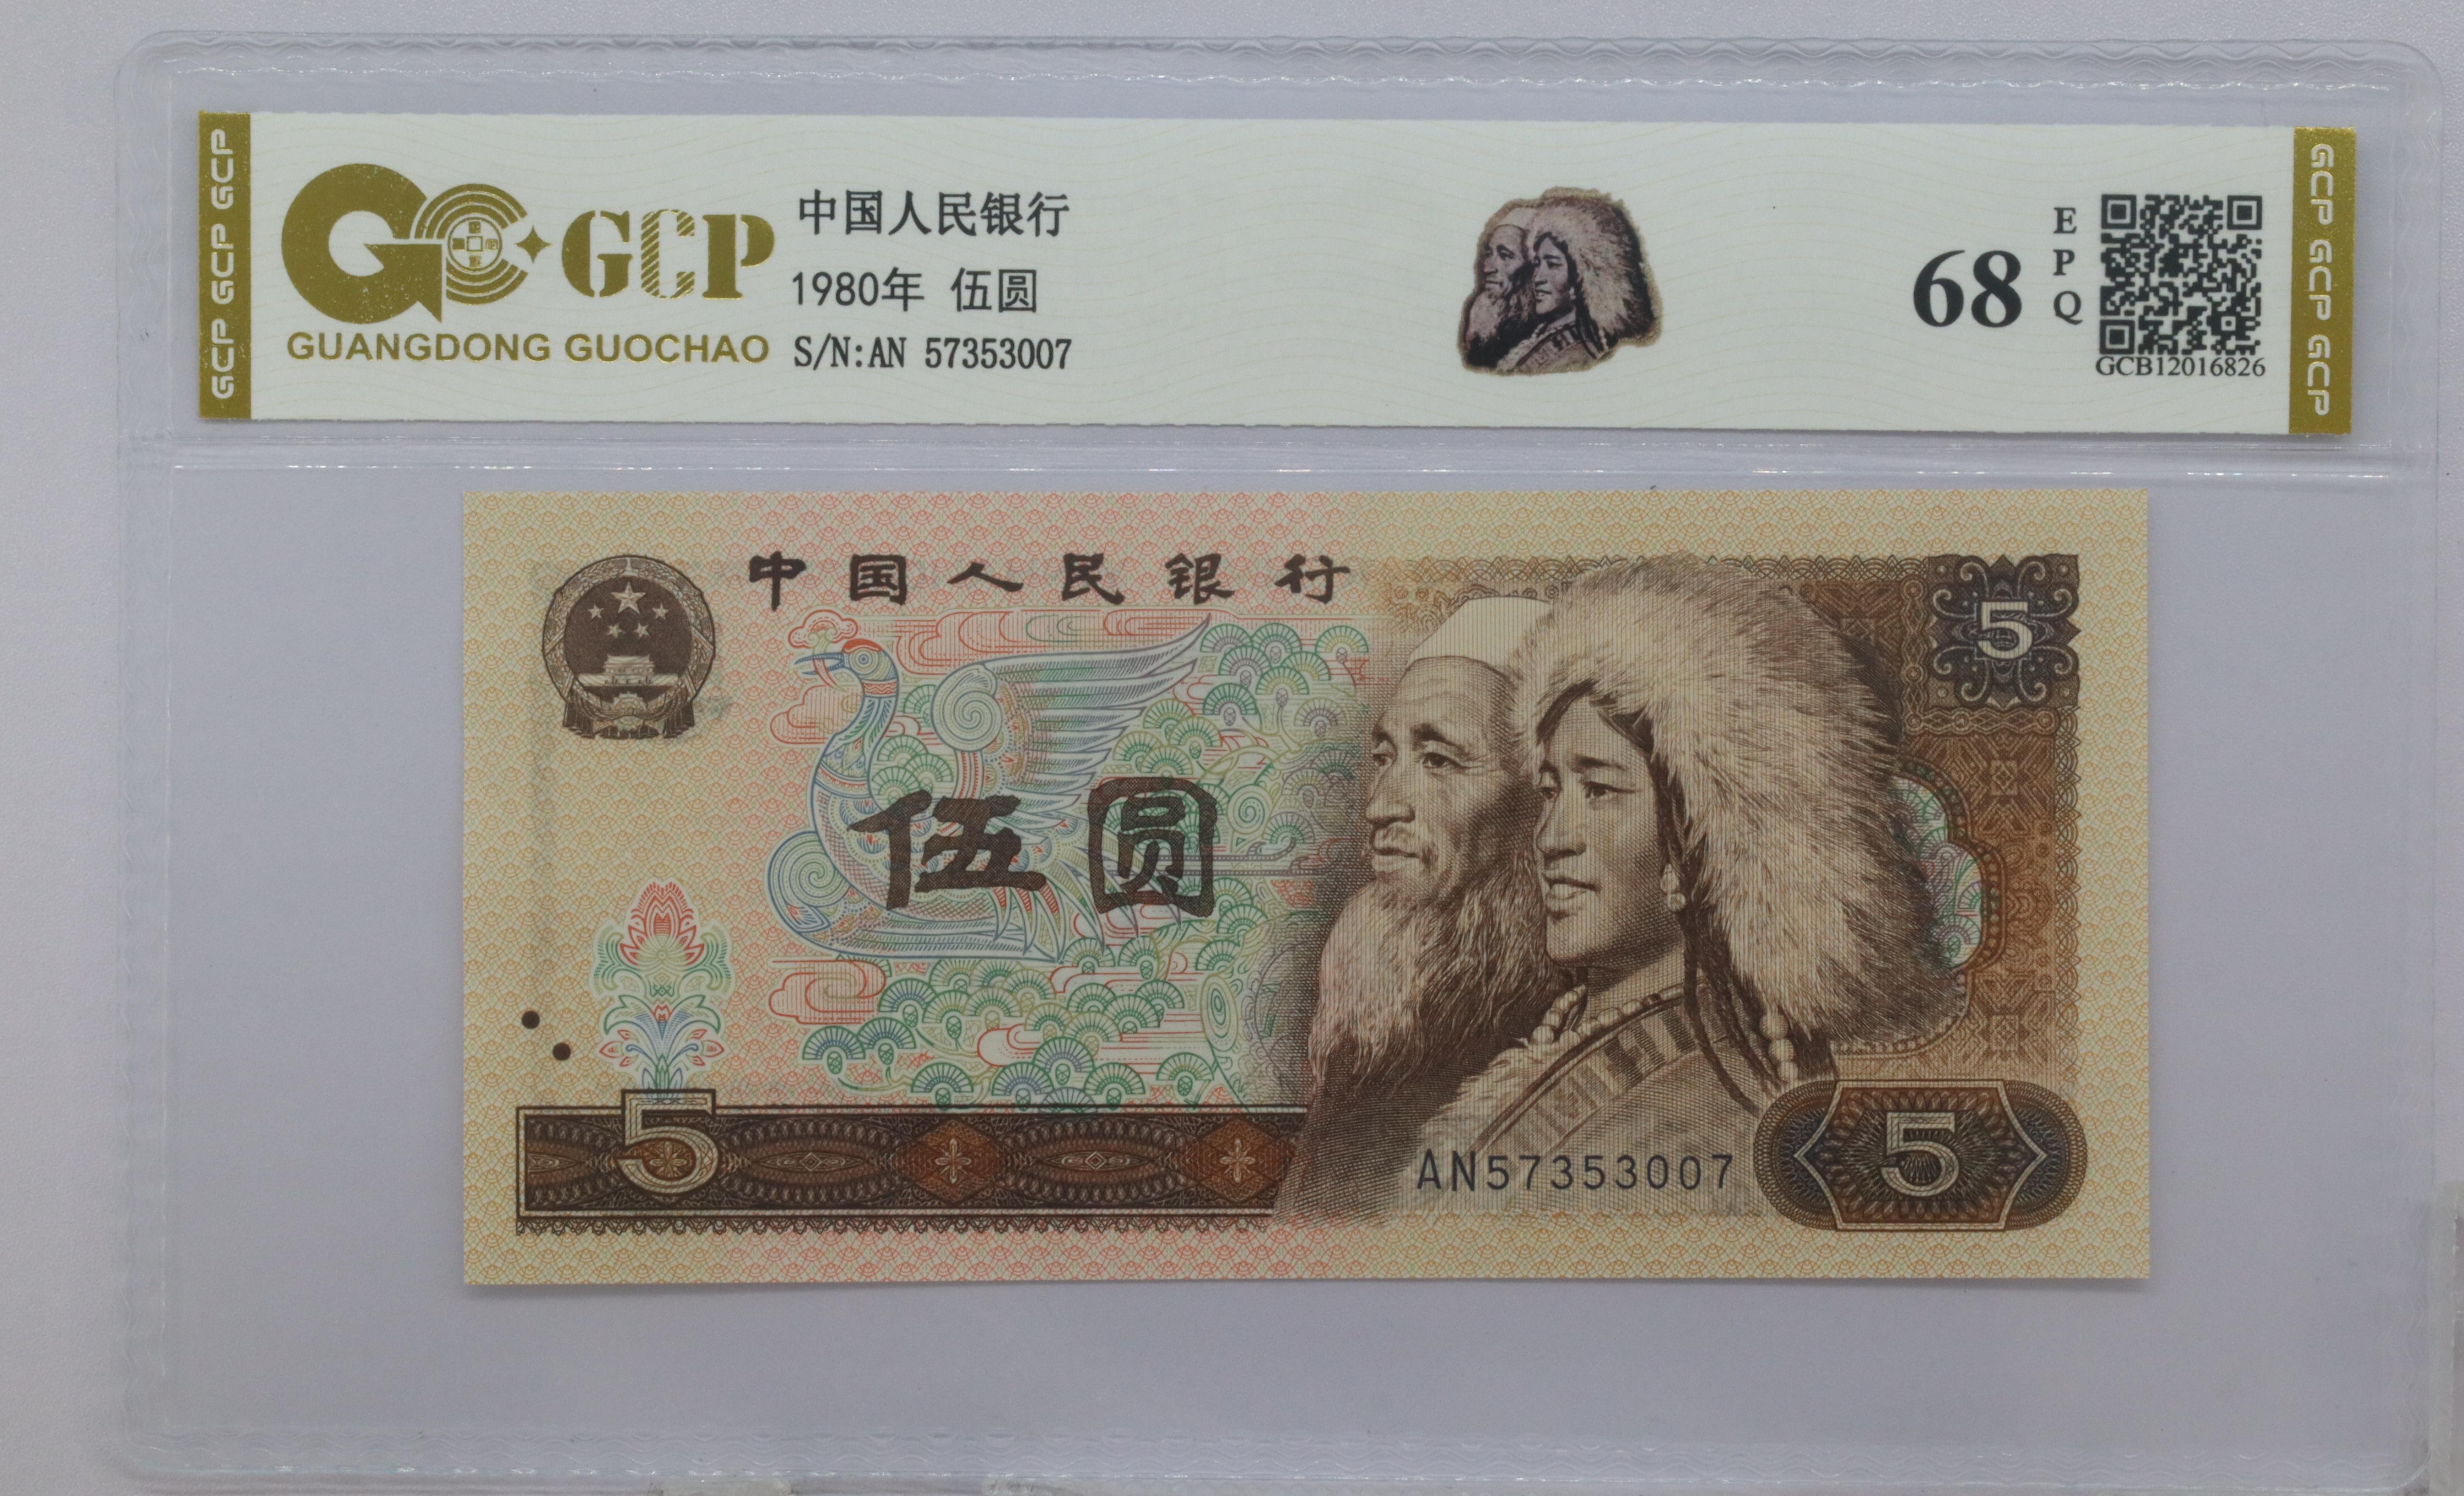 GCP GCP GCP
GCP
GUANGDONG GUOCHAO
中国人民银行
1980年 伍圆
S/N:AN 57353007
68
EPQ
GCB12016826
GCP GCP GCP
中国人民银行
5
伍圆
5
AN57353007
5